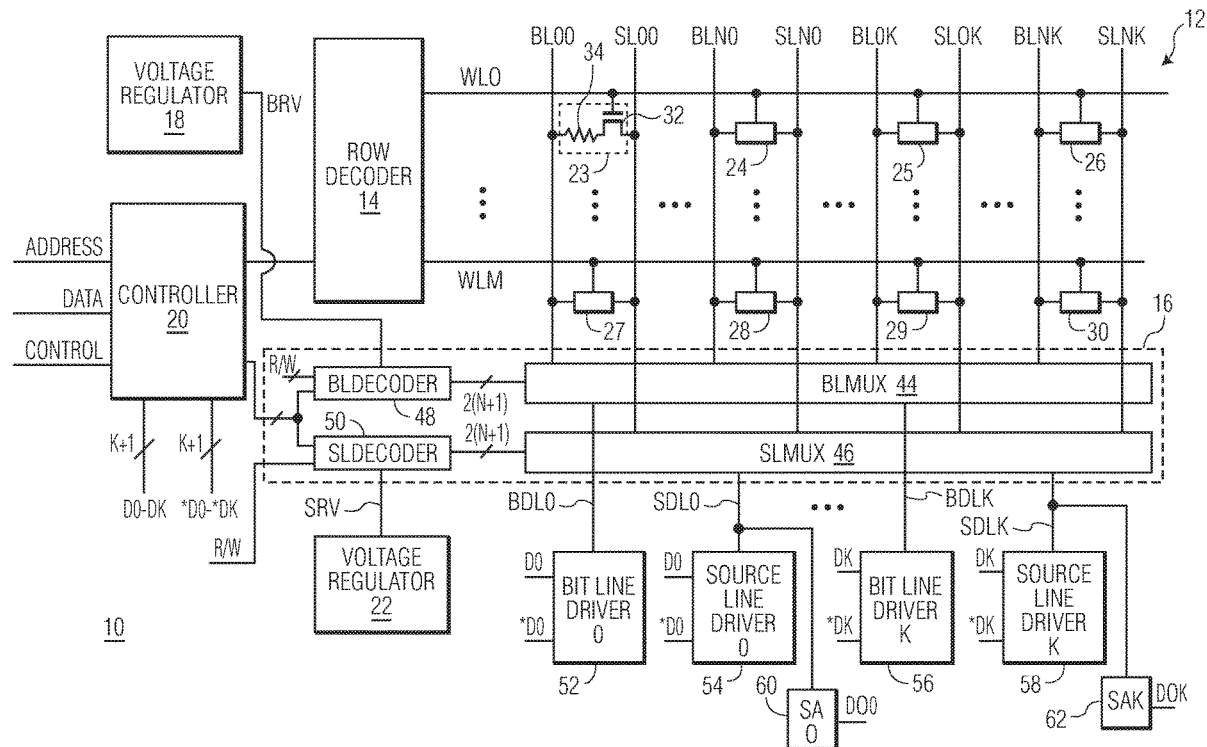 BL00 SL00 BLN0 SLN0 BL0K SL0K BLNK SLNK
12
VOLTAGE
REGULATOR
18
BRV
ROW
DECODER
14
WL0
34
32
23
24
25
26
ADDRESS
DATA
CONTROL
CONTROLLER
20
WLM
27
28
29
30
16
R/W
BLDECODER
48
2(N+1)
BLMUX 44
50
SLDECODER
2(N+1)
SLMUX 46
K+1
K+1
D0-DK
*D0-*DK
R/W
SRV
VOLTAGE
REGULATOR
22
BDL0
SDL0
BDLK
SDLK
D0
*D0
BIT LINE
DRIVER
0
52
D0
*D0
SOURCE
LINE
DRIVER
0
54
DK
*DK
BIT LINE
DRIVER
K
56
DK
*DK
SOURCE
LINE
DRIVER
K
58
60
SA
0
DO0
62
SAK
DOK
10